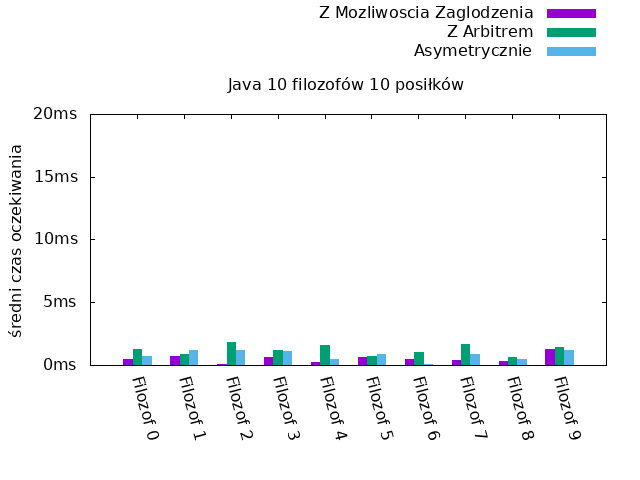 Z Mozliwoscia Zaglodzenia
Z Arbitrem
Asymetrycznie
Java 10 filozofów 10 posiłków
20ms
15ms
10ms
5ms
0ms
średni czas oczekiwania
Filozof 0
Filozof 1
Filozof 2
Filozof 3
Filozof 4
Filozof 5
Filozof 6
Filozof 7
Filozof 8
Filozof 9